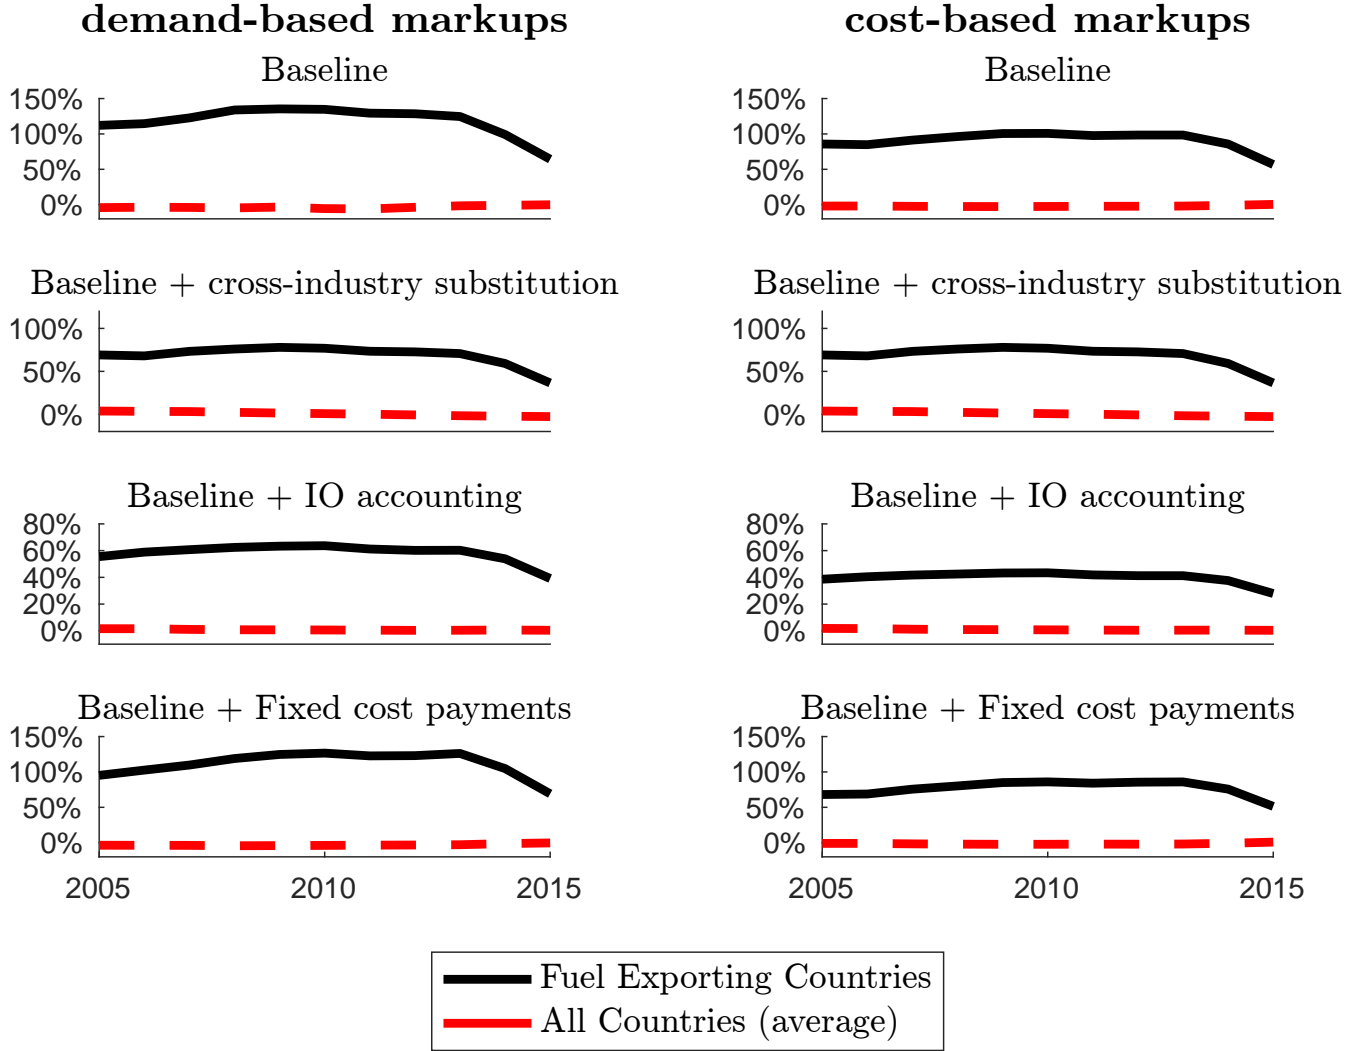 demand-based markups
Baseline
150%
100%
50%
0%
Baseline + cross-industry substitution
100%
50%
0%
Baseline + IO accounting
80%
60%
40%
20%
0%
Baseline + Fixed cost payments
150%
100%
50%
0%
2005 2010 2015
cost-based markups
Baseline
150%
100%
50%
0%
Baseline + cross-industry substitution
100%
50%
0%
Baseline + IO accounting
80%
60%
40%
20%
0%
Baseline + Fixed cost payments
150%
100%
50%
0%
2005 2010 2015
Fuel Exporting Countries
All Countries (average)